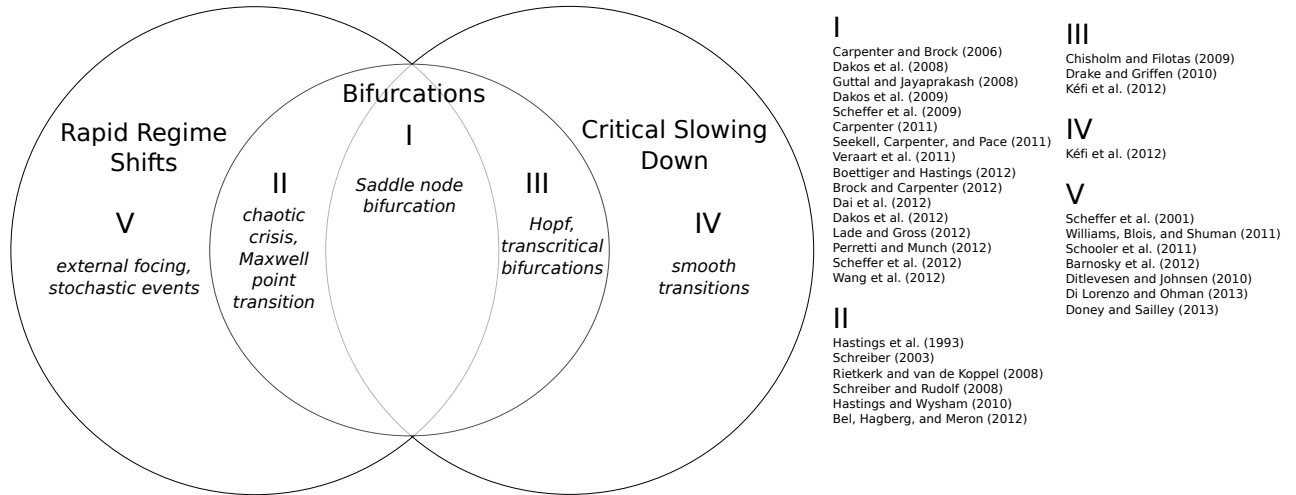 Rapid Regime
Shifts
V
external focing,
stochastic events
II
chaotic
crisis,
Maxwell
point
transition
Bifurcations
I
Saddle node
bifurcation
III
Hopf,
transcritical
bifurcations
Critical Slowing
Down
IV
smooth
transitions
I
Carpenter and Brock (2006)
Dakos et al. (2008)
Guttal and Jayaprakash (2008)
Dakos et al. (2009)
Scheffer et al. (2009)
Carpenter (2011)
Seekell, Carpenter, and Pace (2011)
Veraart et al. (2011)
Boettiger and Hastings (2012)
Brock and Carpenter (2012)
Dai et al. (2012)
Dakos et al. (2012)
Lade and Gross (2012)
Perretti and Munch (2012)
Scheffer et al. (2012)
Wang et al. (2012)
II
Hastings et al. (1993)
Schreiber (2003)
Rietkerk and van de Koppel (2008)
Schreiber and Rudolf (2008)
Hastings and Wysham (2010)
Bel, Hagberg, and Meron (2012)
III
Chisholm and Filotas (2009)
Drake and Griffen (2010)
Kéfi et al. (2012)
IV
Kéfi et al. (2012)
V
Scheffer et al. (2001)
Williams, Blois, and Shuman (2011)
Schooler et al. (2011)
Barnosky et al. (2012)
Ditlevesen and Johnsen (2010)
Di Lorenzo and Ohman (2013)
Doney and Sailley (2013)